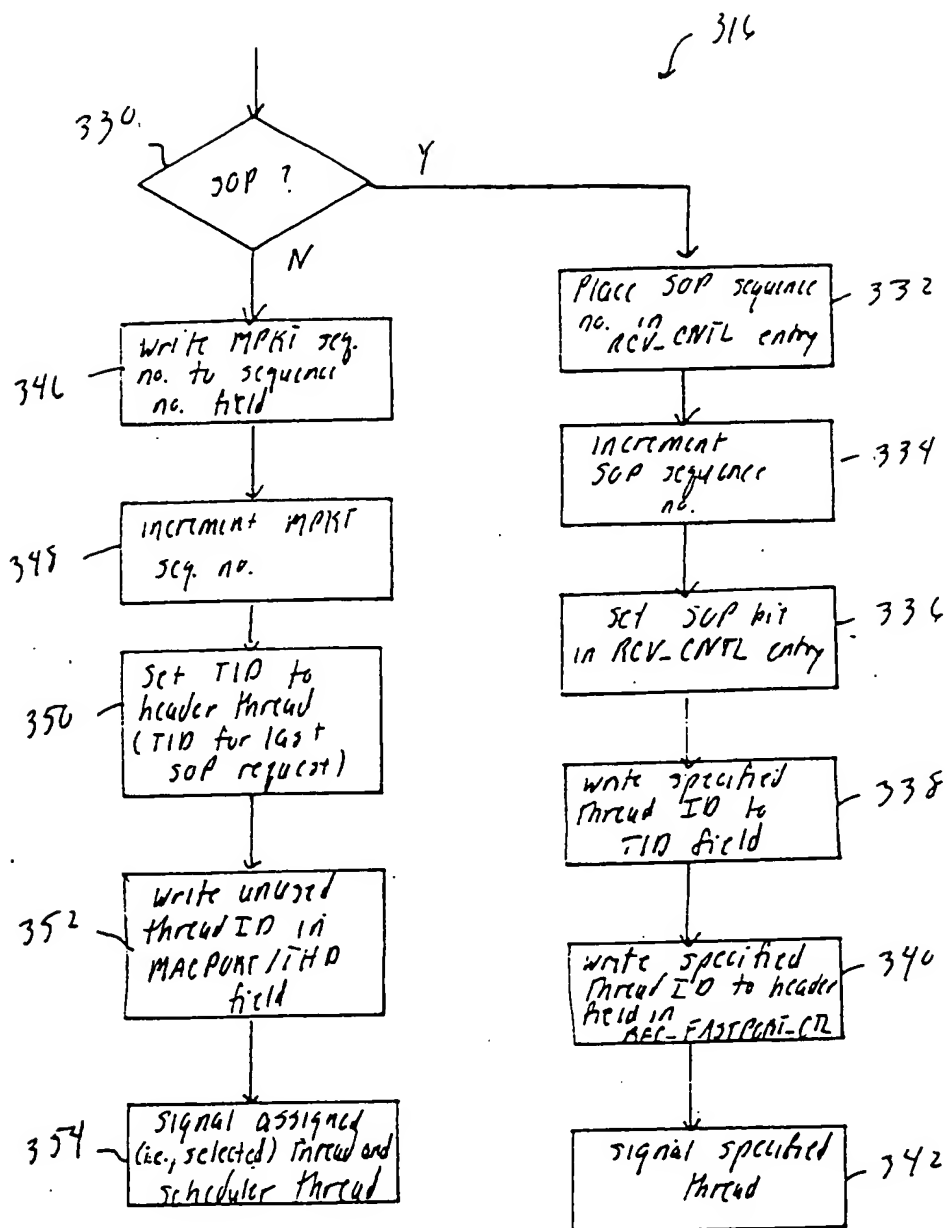 316
330.
SOP ?
Y
N
Place SOP sequence
no. in
RCV_CNTL entry
332
increment
SOP sequence
no.
334
set SOP bit
in RCV_CNTL entry
336
write specified
thread ID to
TID field
338
write specified
thread ID to header
field in
REC_FASTPORT_CTL
340
signal specified
thread
342
write MPKT seq.
no. to sequence
no. field
346
increment MPKT
seq. no.
348
Set TID to
header thread
(TID for last
SOP request)
350
write unused
thread ID in
MACPORT/THD
field
352
signal assigned
(i.e., selected) thread and
scheduler thread
354